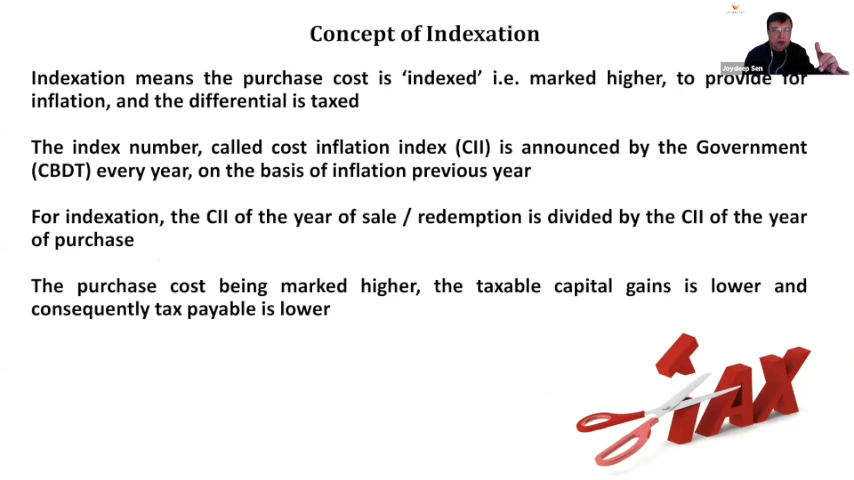 Concept of Indexation
Joydeep Sen
Indexation means the purchase cost is ‘indexed’ i.e. marked higher, to provide for
inflation, and the differential is taxed
The index number, called cost inflation index (CII) is announced by the Government
(CBDT) every year, on the basis of inflation previous year
For indexation, the CII of the year of sale / redemption is divided by the CII of the year
of purchase
The purchase cost being marked higher, the taxable capital gains is lower and
consequently tax payable is lower
TAX